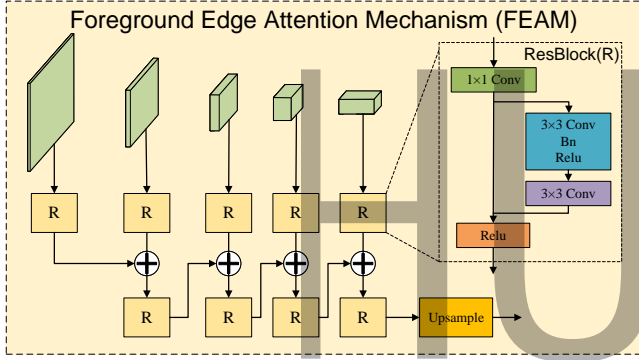 Foreground Edge Attention Mechanism (FEAM)
ResBlock(R)
1×1 Conv
3×3 Conv
Bn
Relu
3×3 Conv
Relu
R
R
R
R
R
R
R
R
R
Upsample
HU